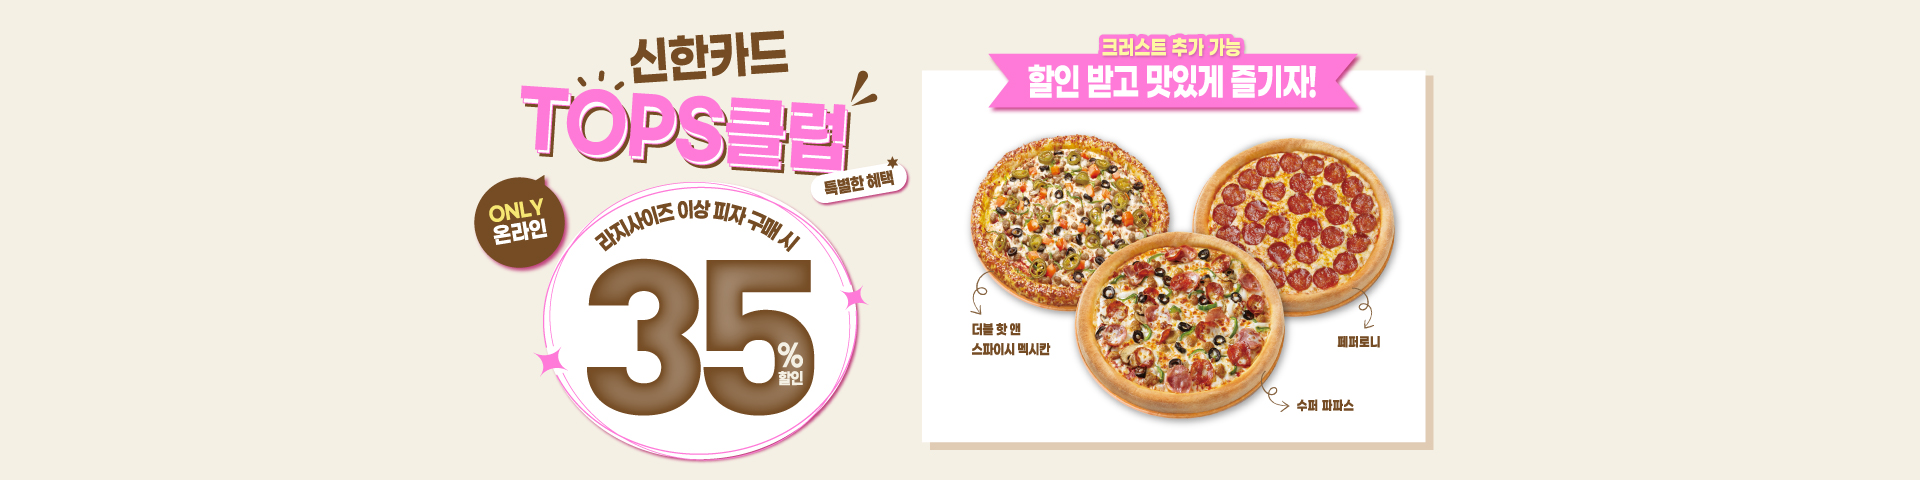 신한카드
TOPS클럽
특별한 혜택
ONLY
온라인
라지사이즈 이상 피자 구매 시
35%
할인
크러스트 추가 가능
할인 받고 맛있게 즐기자!
더블 핫 앤
스파이시 멕시칸
페퍼로니
수퍼 파파스